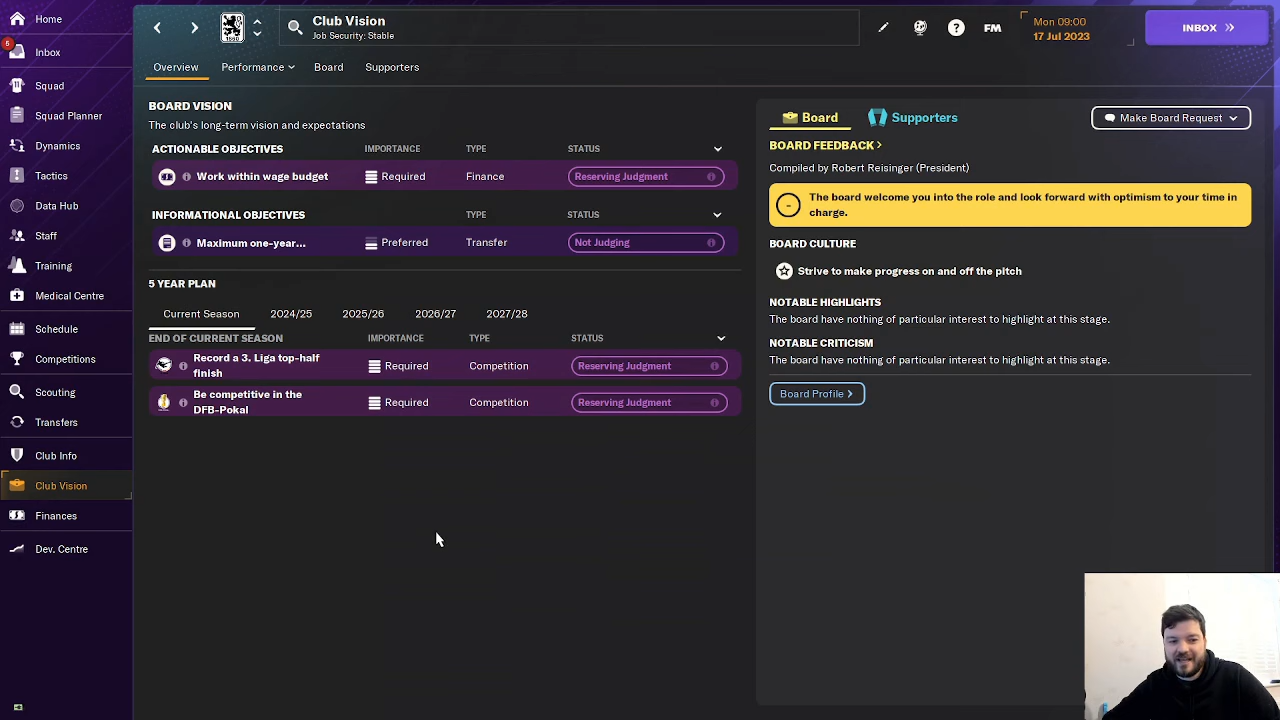 Home
5
Inbox
Squad
Squad Planner
Dynamics
Tactics
Data Hub
Staff
Training
Medical Centre
Schedule
Competitions
Scouting
Transfers
Club Info
Club Vision
Finances
Dev. Centre
1860
Club Vision
Job Security: Stable
?
FM
Mon 09:00
17 Jul 2023
INBOX
Overview
Performance
Board
Supporters
BOARD VISION
The club's long-term vision and expectations
ACTIONABLE OBJECTIVES IMPORTANCE TYPE STATUS
Work within wage budget Required Finance Reserving Judgment
INFORMATIONAL OBJECTIVES TYPE STATUS
Maximum one-year... Preferred Transfer Not Judging
5 YEAR PLAN
Current Season 2024/25 2025/26 2026/27 2027/28
END OF CURRENT SEASON IMPORTANCE TYPE STATUS
Record a 3. Liga top-half
finish
Required Competition Reserving Judgment
Be competitive in the
DFB-Pokal
Required Competition Reserving Judgment
Board
Supporters
Make Board Request
BOARD FEEDBACK >
Compiled by Robert Reisinger (President)
The board welcome you into the role and look forward with optimism to your time in
charge.
BOARD CULTURE
Strive to make progress on and off the pitch
NOTABLE HIGHLIGHTS
The board have nothing of particular interest to highlight at this stage.
NOTABLE CRITICISM
The board have nothing of particular interest to highlight at this stage.
Board Profile >